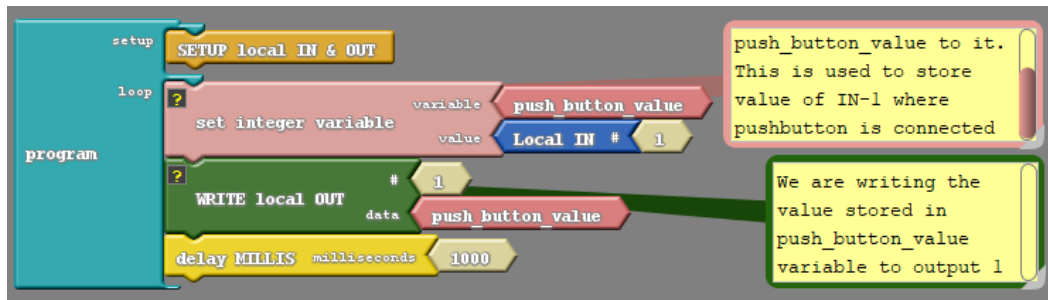 program
setup
SETUP local IN & OUT
loop
?
set integer variable
variable
push_button_value
value
Local IN #
1
?
WRITE local OUT
#
1
data
push_button_value
delay MILLIS
milliseconds
1000
push_button_value to it.
This is used to store
value of IN-1 where
pushbutton is connected
We are writing the
value stored in
push_button_value
variable to output 1